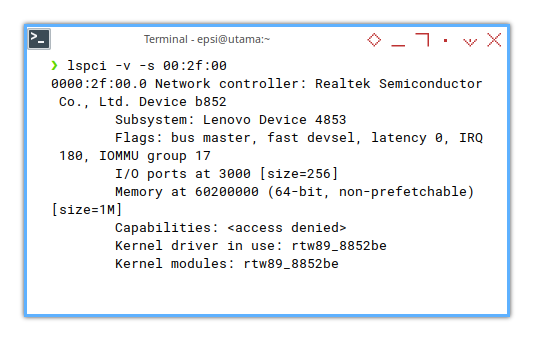 >_
Terminal - epsi@utama:~
❯ lspci -v -s 00:2f:00
0000:2f:00.0 Network controller: Realtek Semiconductor
 Co., Ltd. Device b852
        Subsystem: Lenovo Device 4853
        Flags: bus master, fast devsel, latency 0, IRQ
 180, IOMMU group 17
        I/O ports at 3000 [size=256]
        Memory at 60200000 (64-bit, non-prefetchable)
[size=1M]
        Capabilities: <access denied>
        Kernel driver in use: rtw89_8852be
        Kernel modules: rtw89_8852be